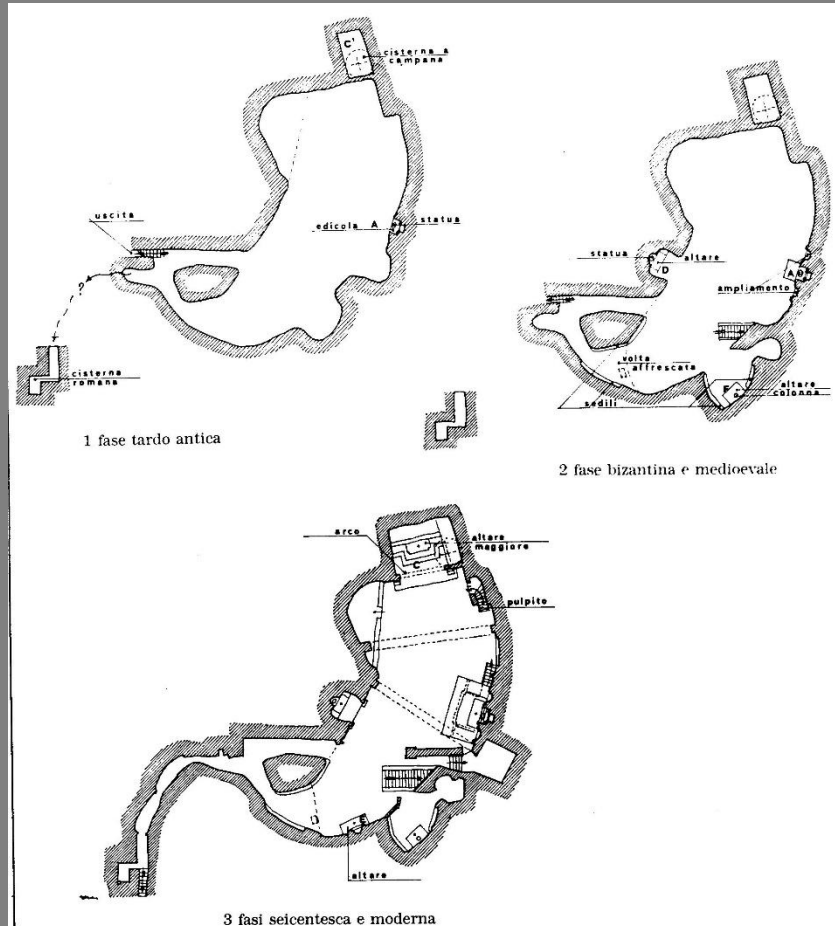 C'
cisterna a
campana
uscita
edicola A
statua
?
cisterna
romana
1 fase tardo antica
statua
altare
D
A
ampliamento
volta
affrescata
sedili
altare
colonna
2 fase bizantina e medioevale
arco
altare
maggiore
C
pulpito
D
E
altare
3 fasi seicentesca e moderna